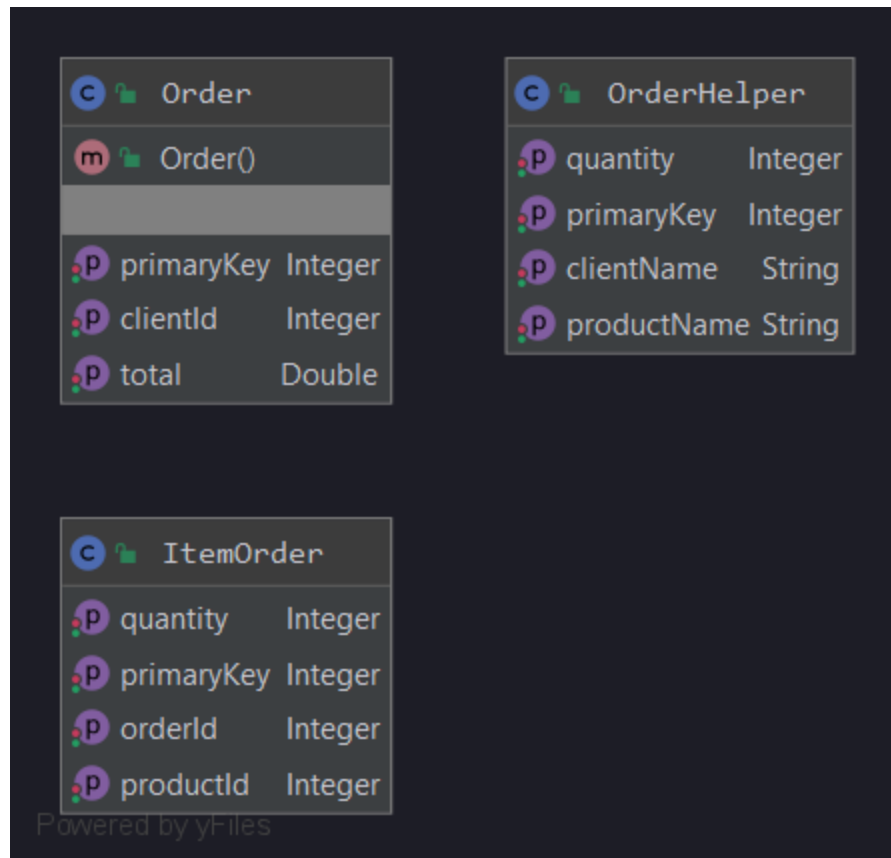 C Order
m Order()
p primaryKey Integer
p clientId Integer
p total Double
C OrderHelper
p quantity Integer
p primaryKey Integer
p clientName String
p productName String
C ItemOrder
p quantity Integer
p primaryKey Integer
p orderId Integer
p productId Integer
Powered by yFiles